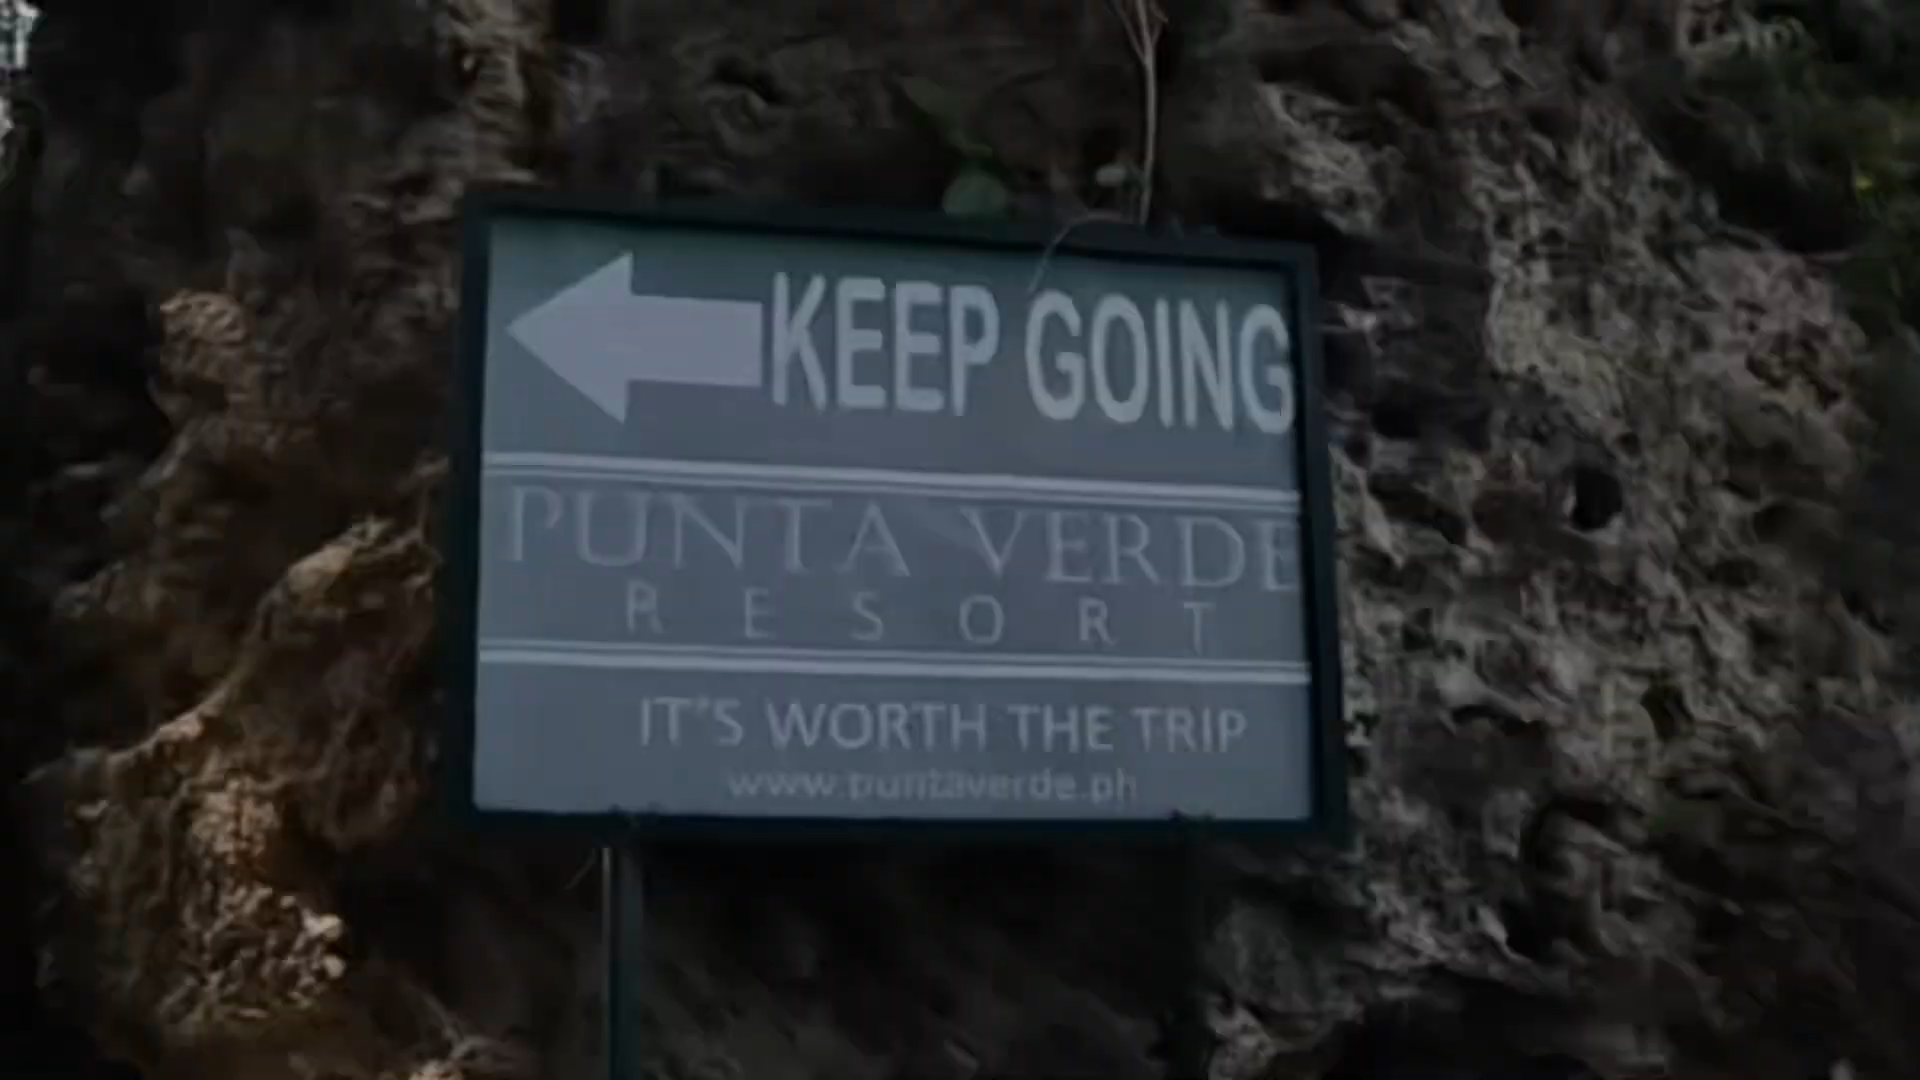 KEEP GOING
PUNTA VERDE
RESORT
IT'S WORTH THE TRIP
www.puntaverde.ph